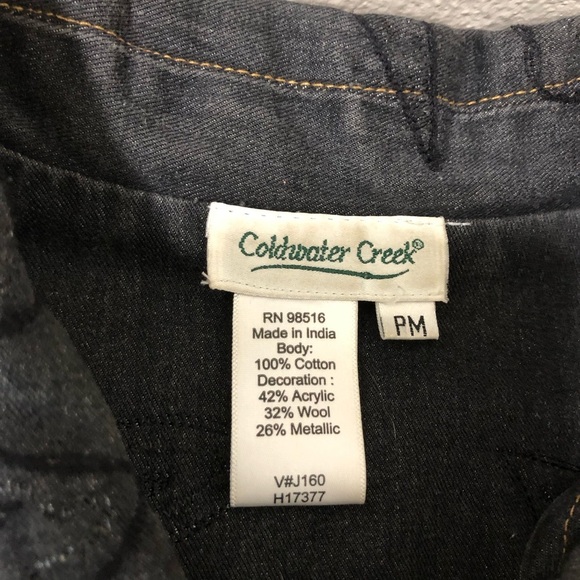 Coldwater Creek®
PM
RN 98516
Made in India
Body:
100% Cotton
Decoration :
42% Acrylic
32% Wool
26% Metallic
V#J160
H17377